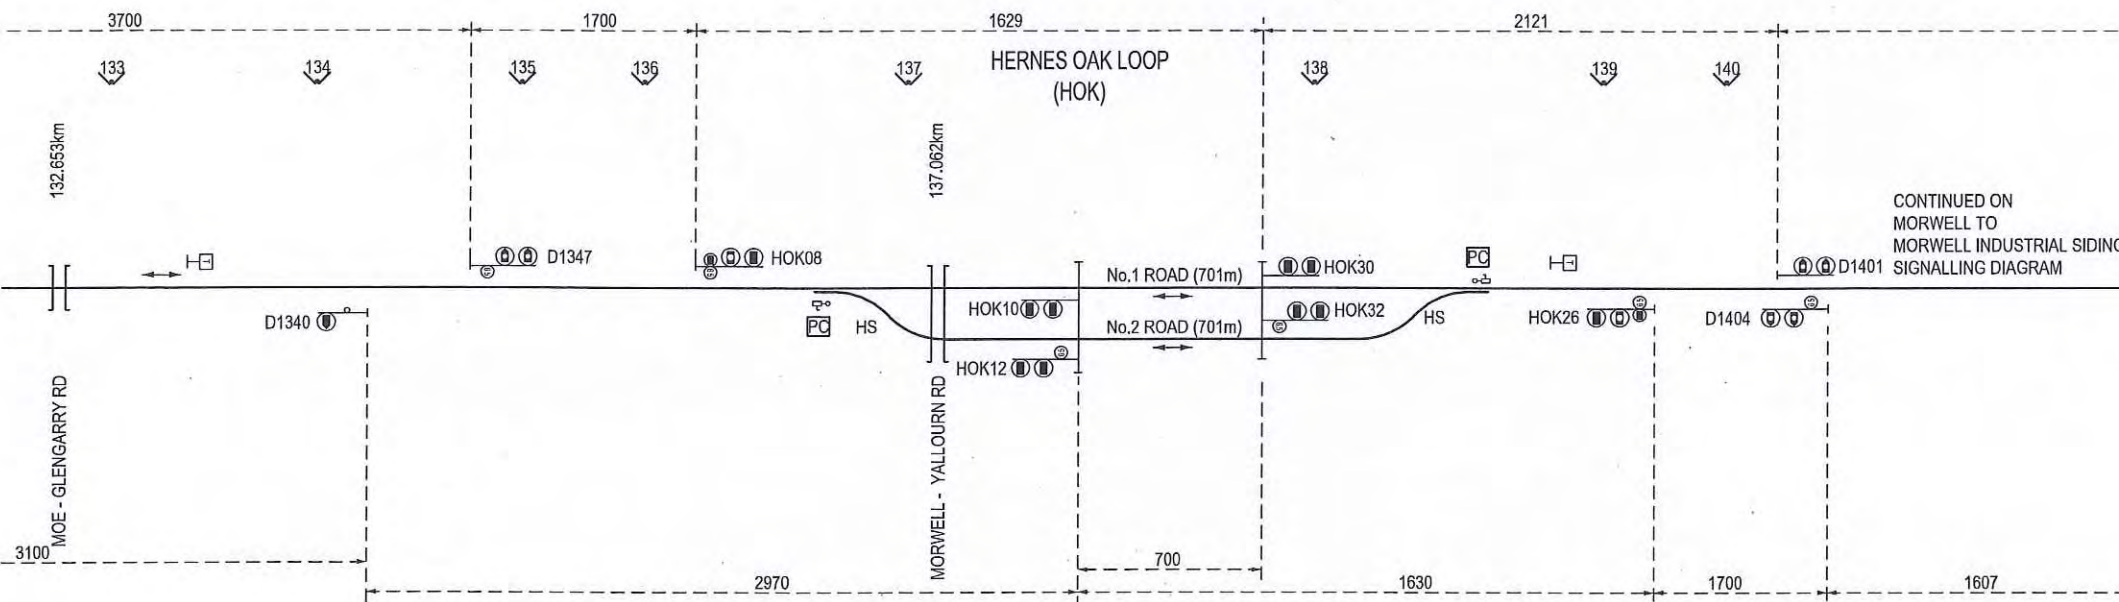 3700
1700
1629
2121
133
134
135
136
137
138
139
140
HERNES OAK LOOP
(HOK)
132.653km
137.062km
CONTINUED ON
MORWELL TO
MORWELL INDUSTRIAL SIDING
SIGNALLING DIAGRAM
D1347
HOK08
HOK30
PC
D1401
No.1 ROAD (701m)
D1340
HOK10
HOK32
HOK26
D1404
PC
HS
No.2 ROAD (701m)
HS
HOK12
MOE - GLENGARRY RD
MORWELL - YALLOURN RD
3100
700
2970
1630
1700
1607